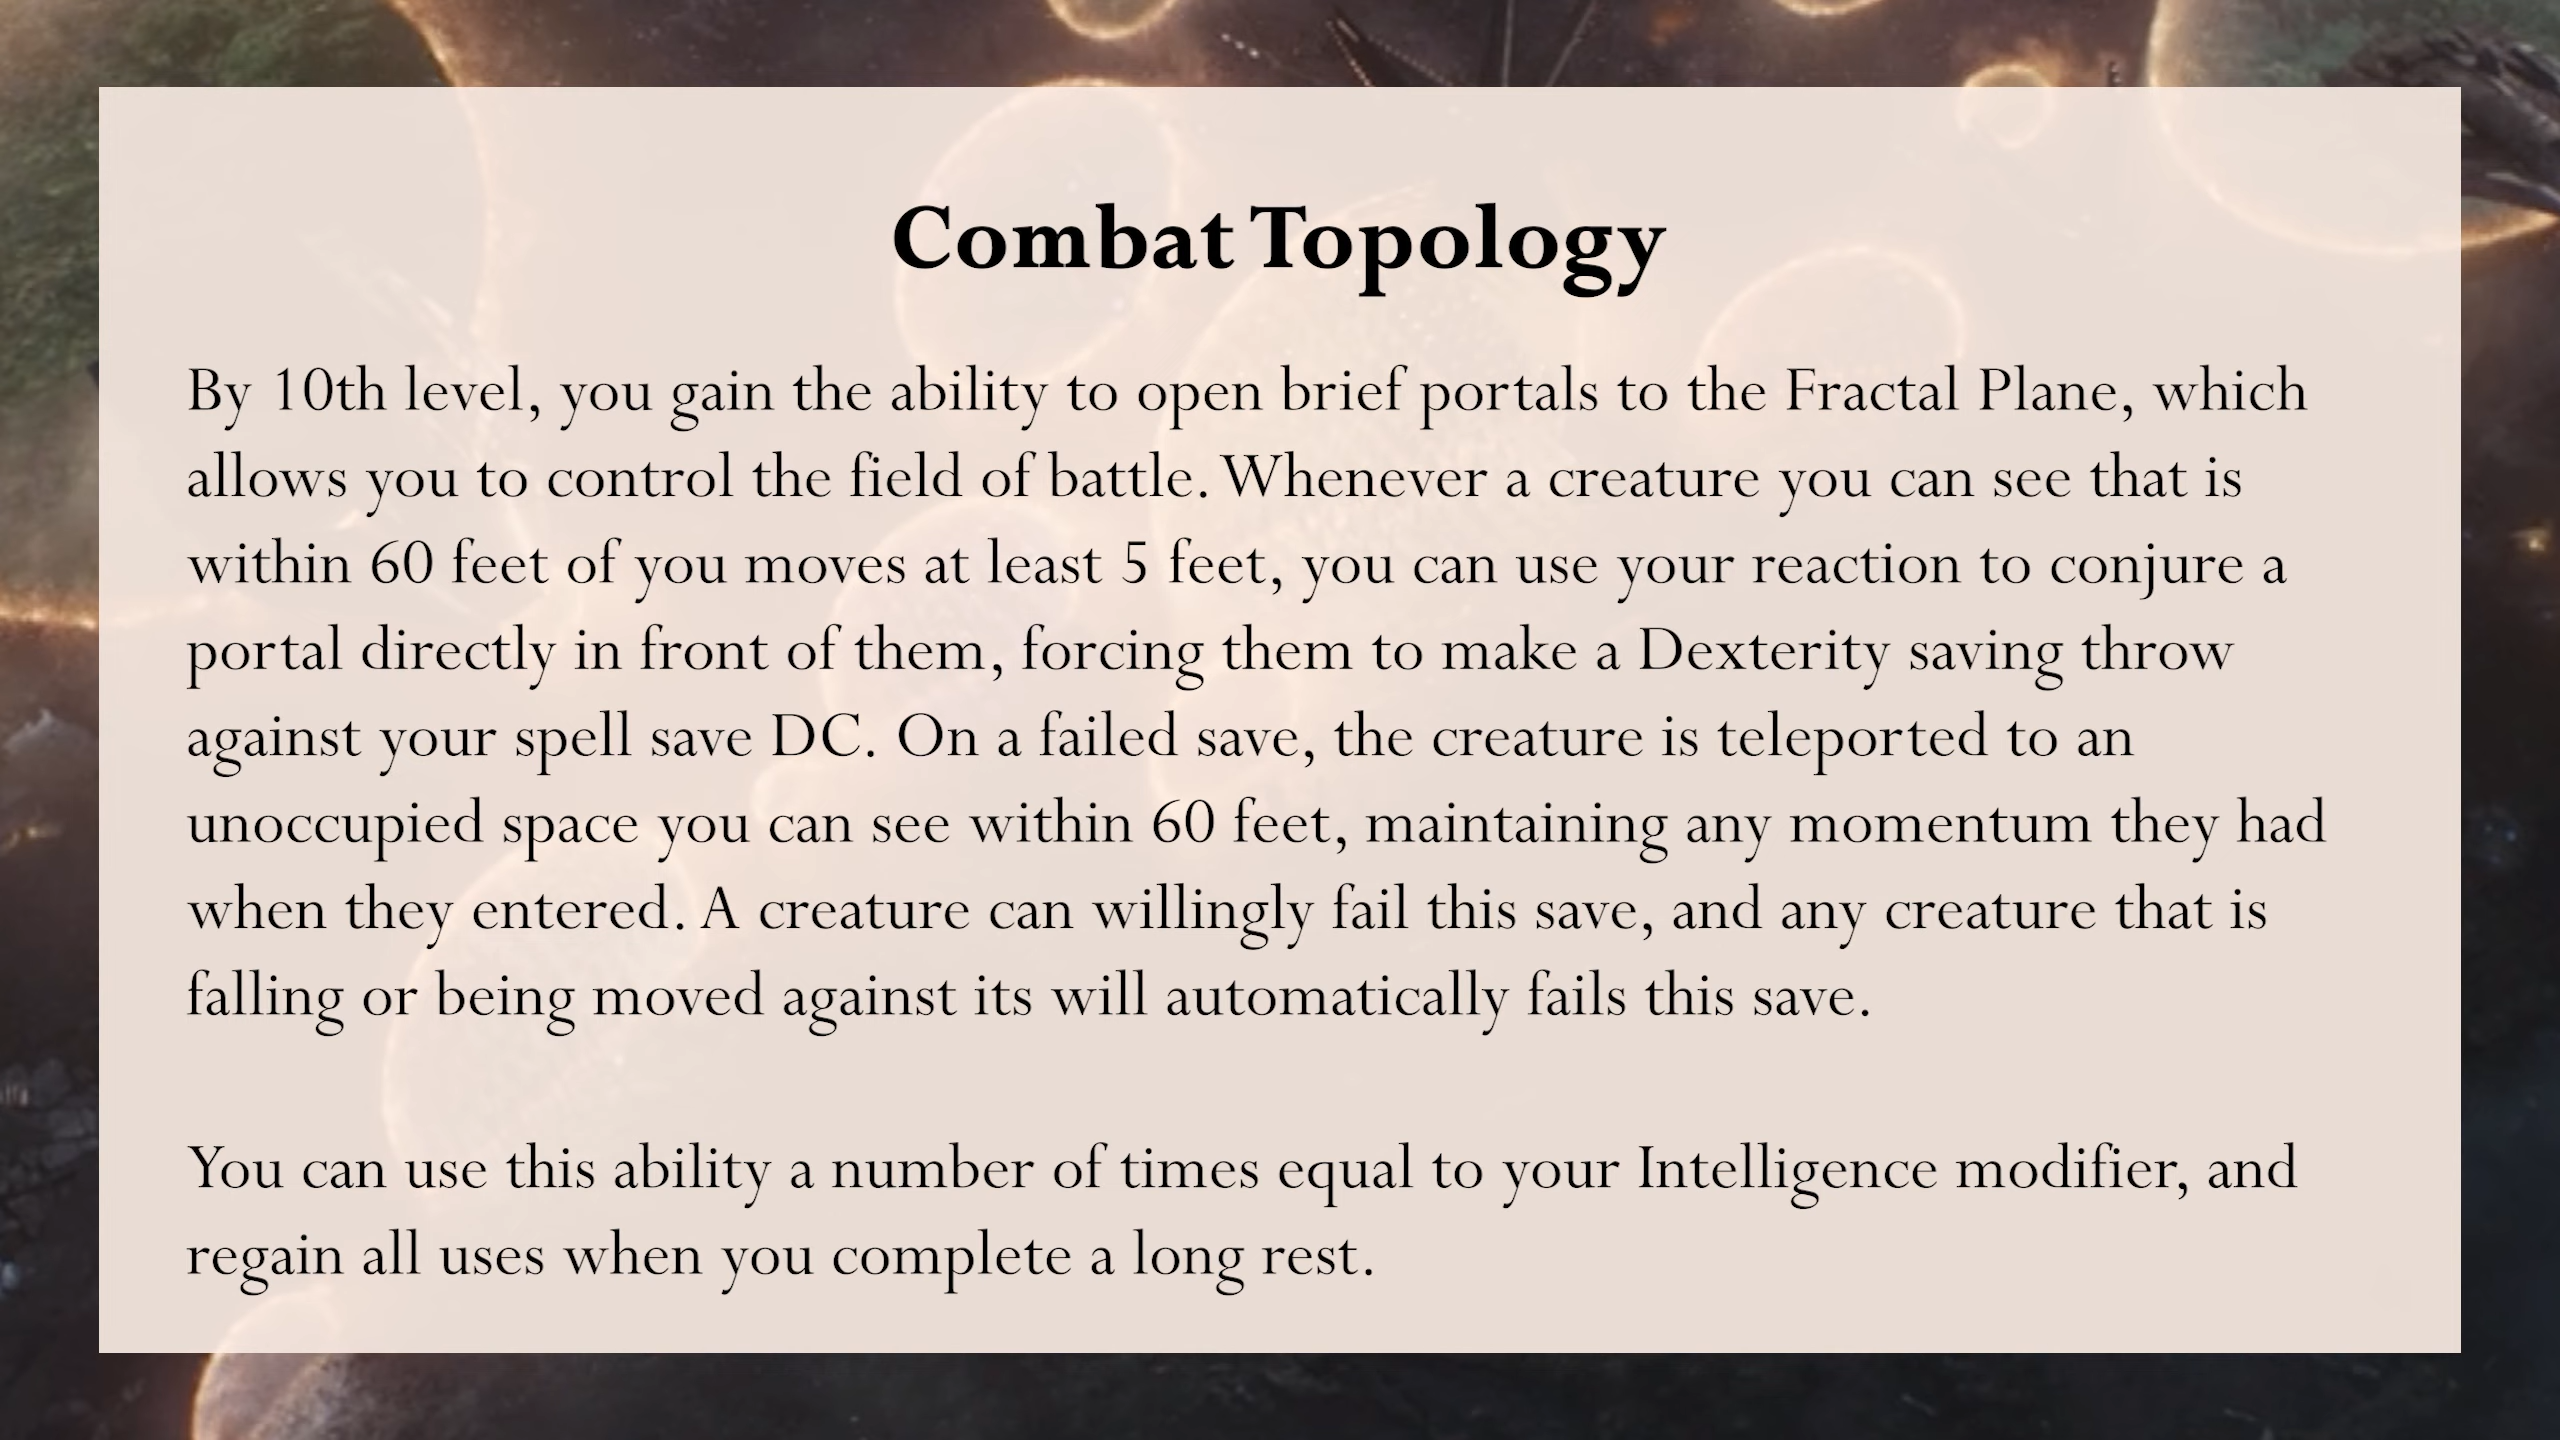 Combat Topology
By 10th level, you gain the ability to open brief portals to the Fractal Plane, which
allows you to control the field of battle. Whenever a creature you can see that is
within 60 feet of you moves at least 5 feet, you can use your reaction to conjure a
portal directly in front of them, forcing them to make a Dexterity saving throw
against your spell save DC. On a failed save, the creature is teleported to an
unoccupied space you can see within 60 feet, maintaining any momentum they had
when they entered. A creature can willingly fail this save, and any creature that is
falling or being moved against its will automatically fails this save.
You can use this ability a number of times equal to your Intelligence modifier, and
regain all uses when you complete a long rest.